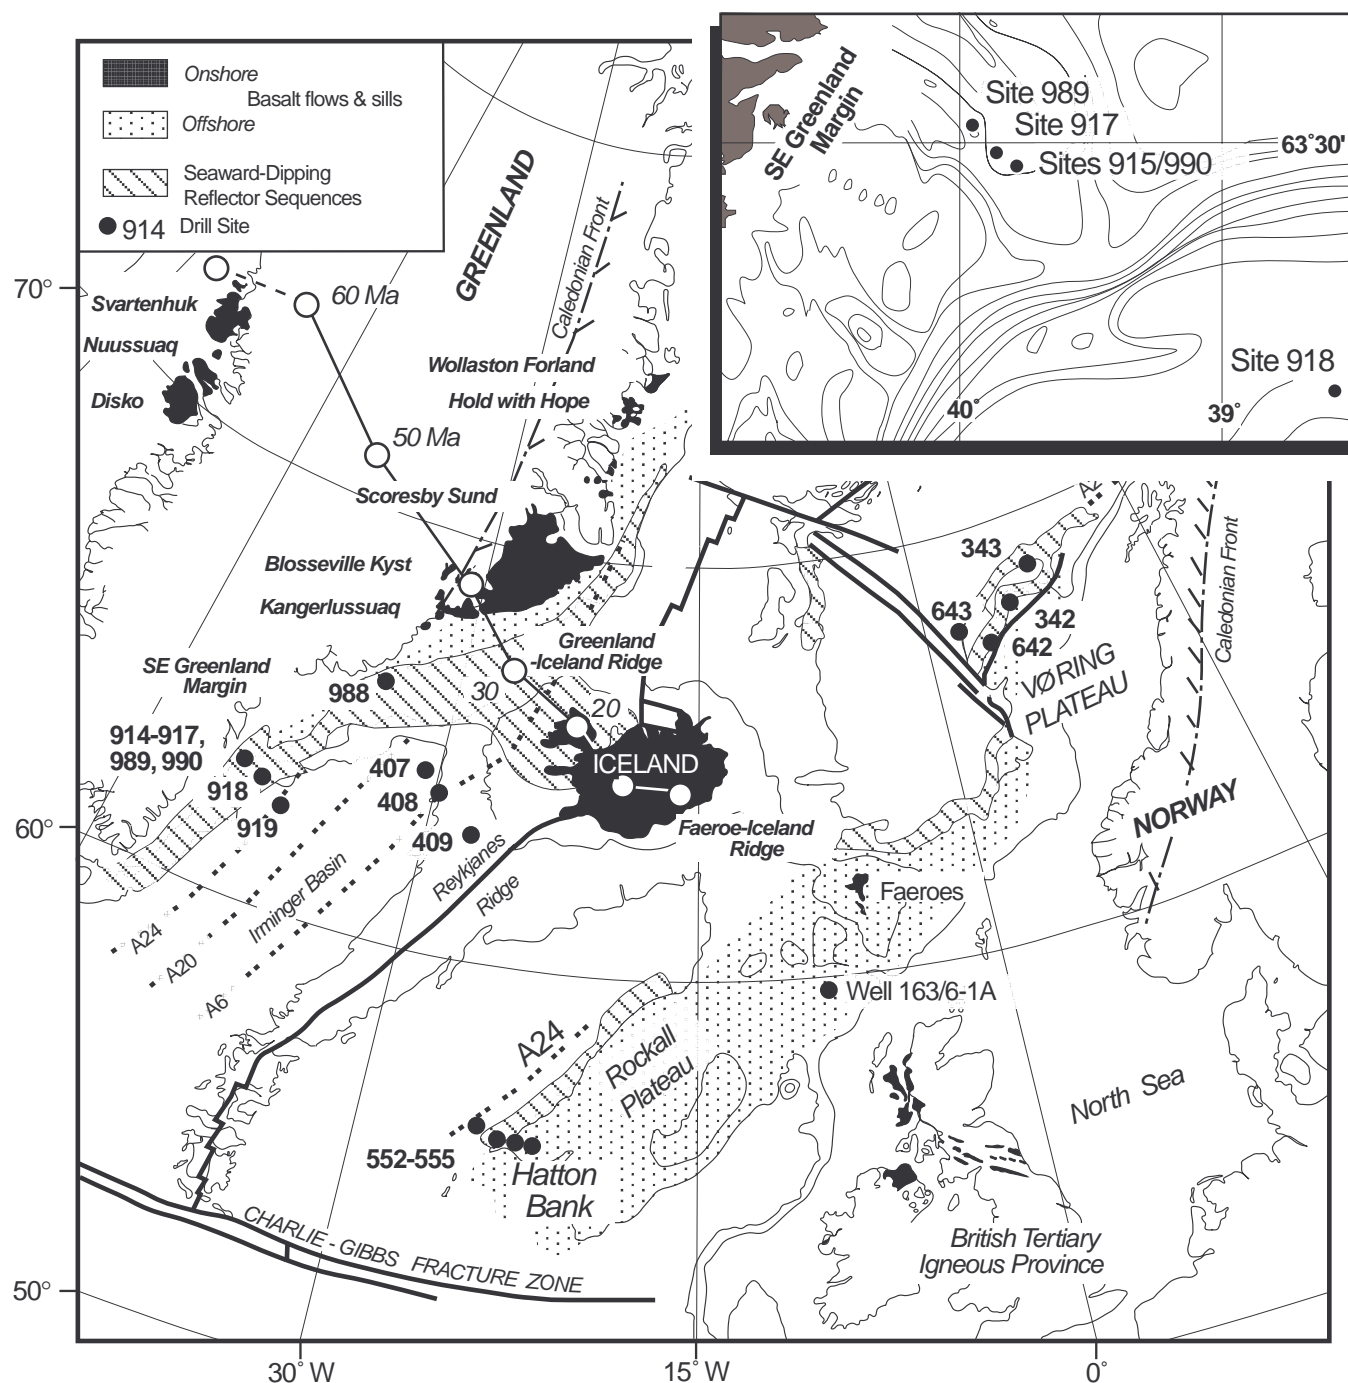 Onshore
Basalt flows & sills
Offshore
Seaward-Dipping
Reflector Sequences
914 Drill Site
SE Greenland
Margin
Site 989
Site 917
Sites 915/990
63°30'
Site 918
40°
39°
70°
60°
50°
30° W
15° W
0°
GREENLAND
Caledonian Front
60 Ma
Svartenhuk
Nuussuaq
Disko
Wollaston Forland
Hold with Hope
50 Ma
Scoresby Sund
Blosseville Kyst
Kangerlussuaq
Greenland
-Iceland Ridge
SE Greenland
Margin
988
30
20
914-917,
989, 990
918
919
407
408
409
ICELAND
Faeroe-Iceland
Ridge
Reykjanes
Ridge
Irminger Basin
A24
A20
A6
343
643
342
642
VØRING
PLATEAU
Caledonian Front
NORWAY
Faeroes
Well 163/6-1A
A24
Rockall
Plateau
552-555
Hatton
Bank
North Sea
British Tertiary
Igneous Province
CHARLIE-GIBBS FRACTURE ZONE